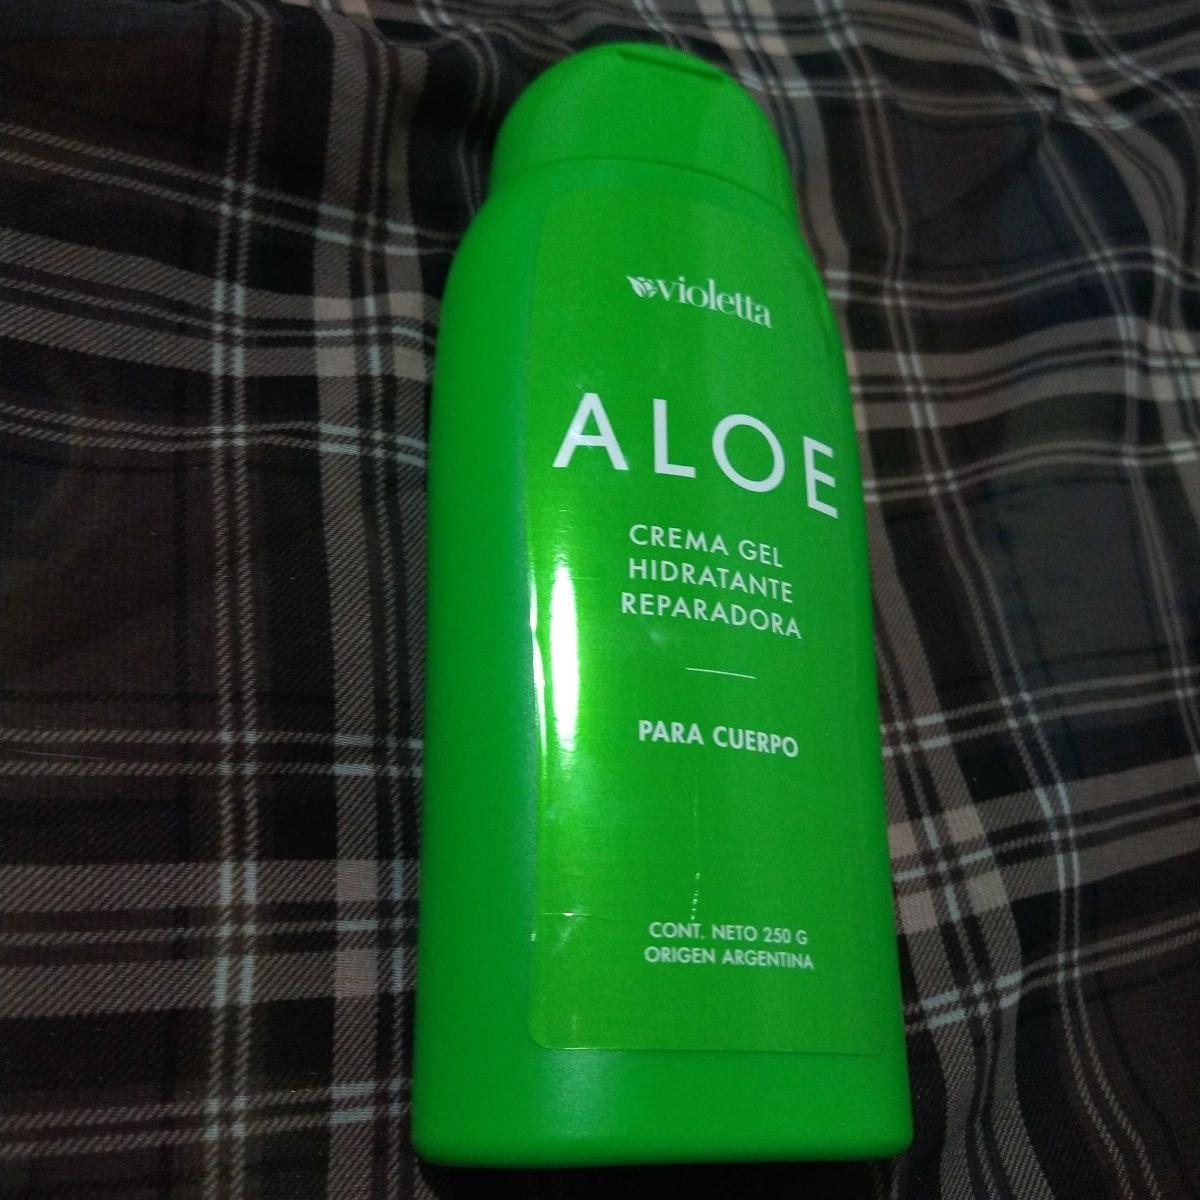 violetta
ALOE
CREMA GEL
HIDRATANTE
REPARADORA
PARA CUERPO
CONT. NETO 250 G
ORIGEN ARGENTINA